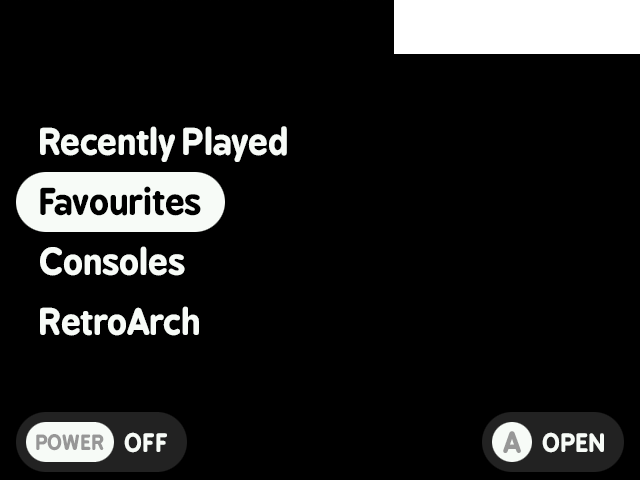 Recently Played
Favourites
Consoles
RetroArch
POWER OFF
A OPEN